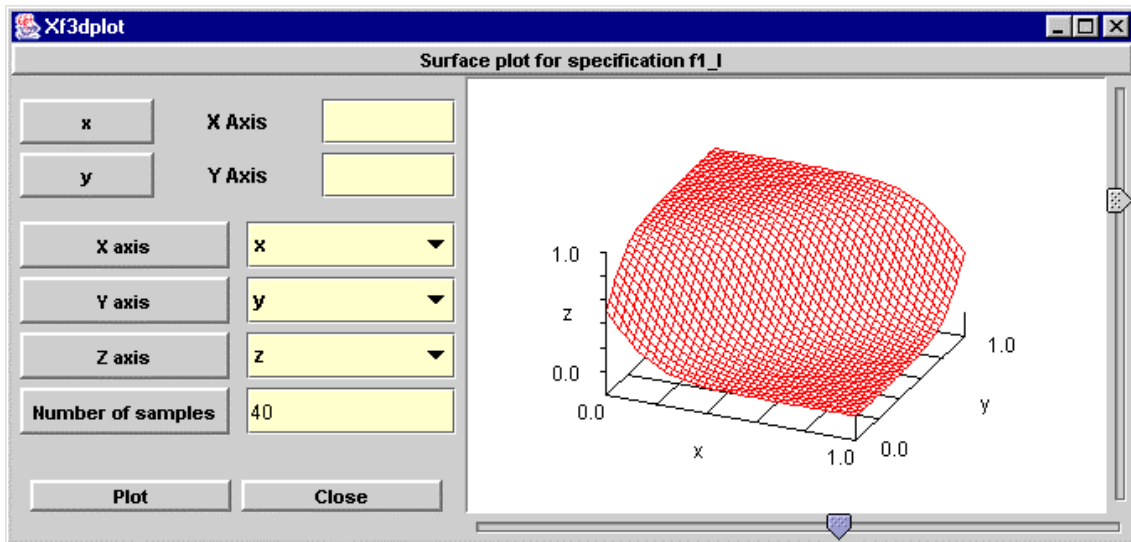 Xf3dplot
Surface plot for specification f1_l
x X Axis
y Y Axis
X axis x
Y axis y
Z axis z
Number of samples 40
Plot Close
1.0
z
0.0
0.0
x
1.0
0.0
y
1.0